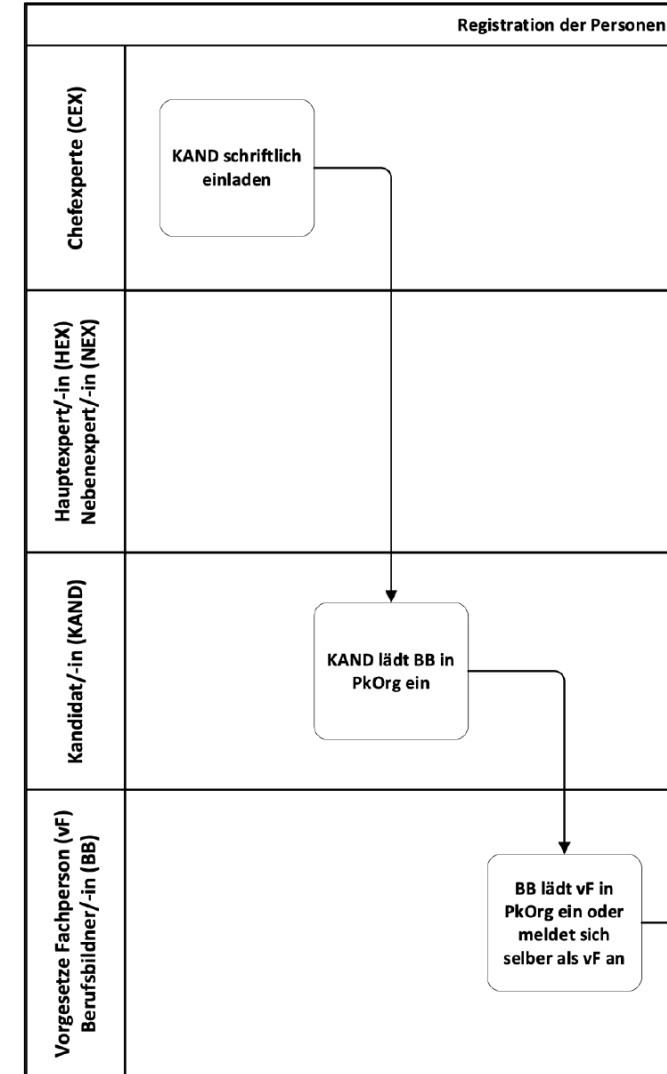 Registration der Personen
Chefexperte (CEX)
KAND schriftlich
einladen
Hauptexpert/-in (HEX)
Nebenexpert/-in (NEX)
Kandidat/-in (KAND)
KAND lädt BB in
PkOrg ein
Vorgesetze Fachperson (vF)
Berufsbildner/-in (BB)
BB lädt vF in
PkOrg ein oder
meldet sich
selber als vF an